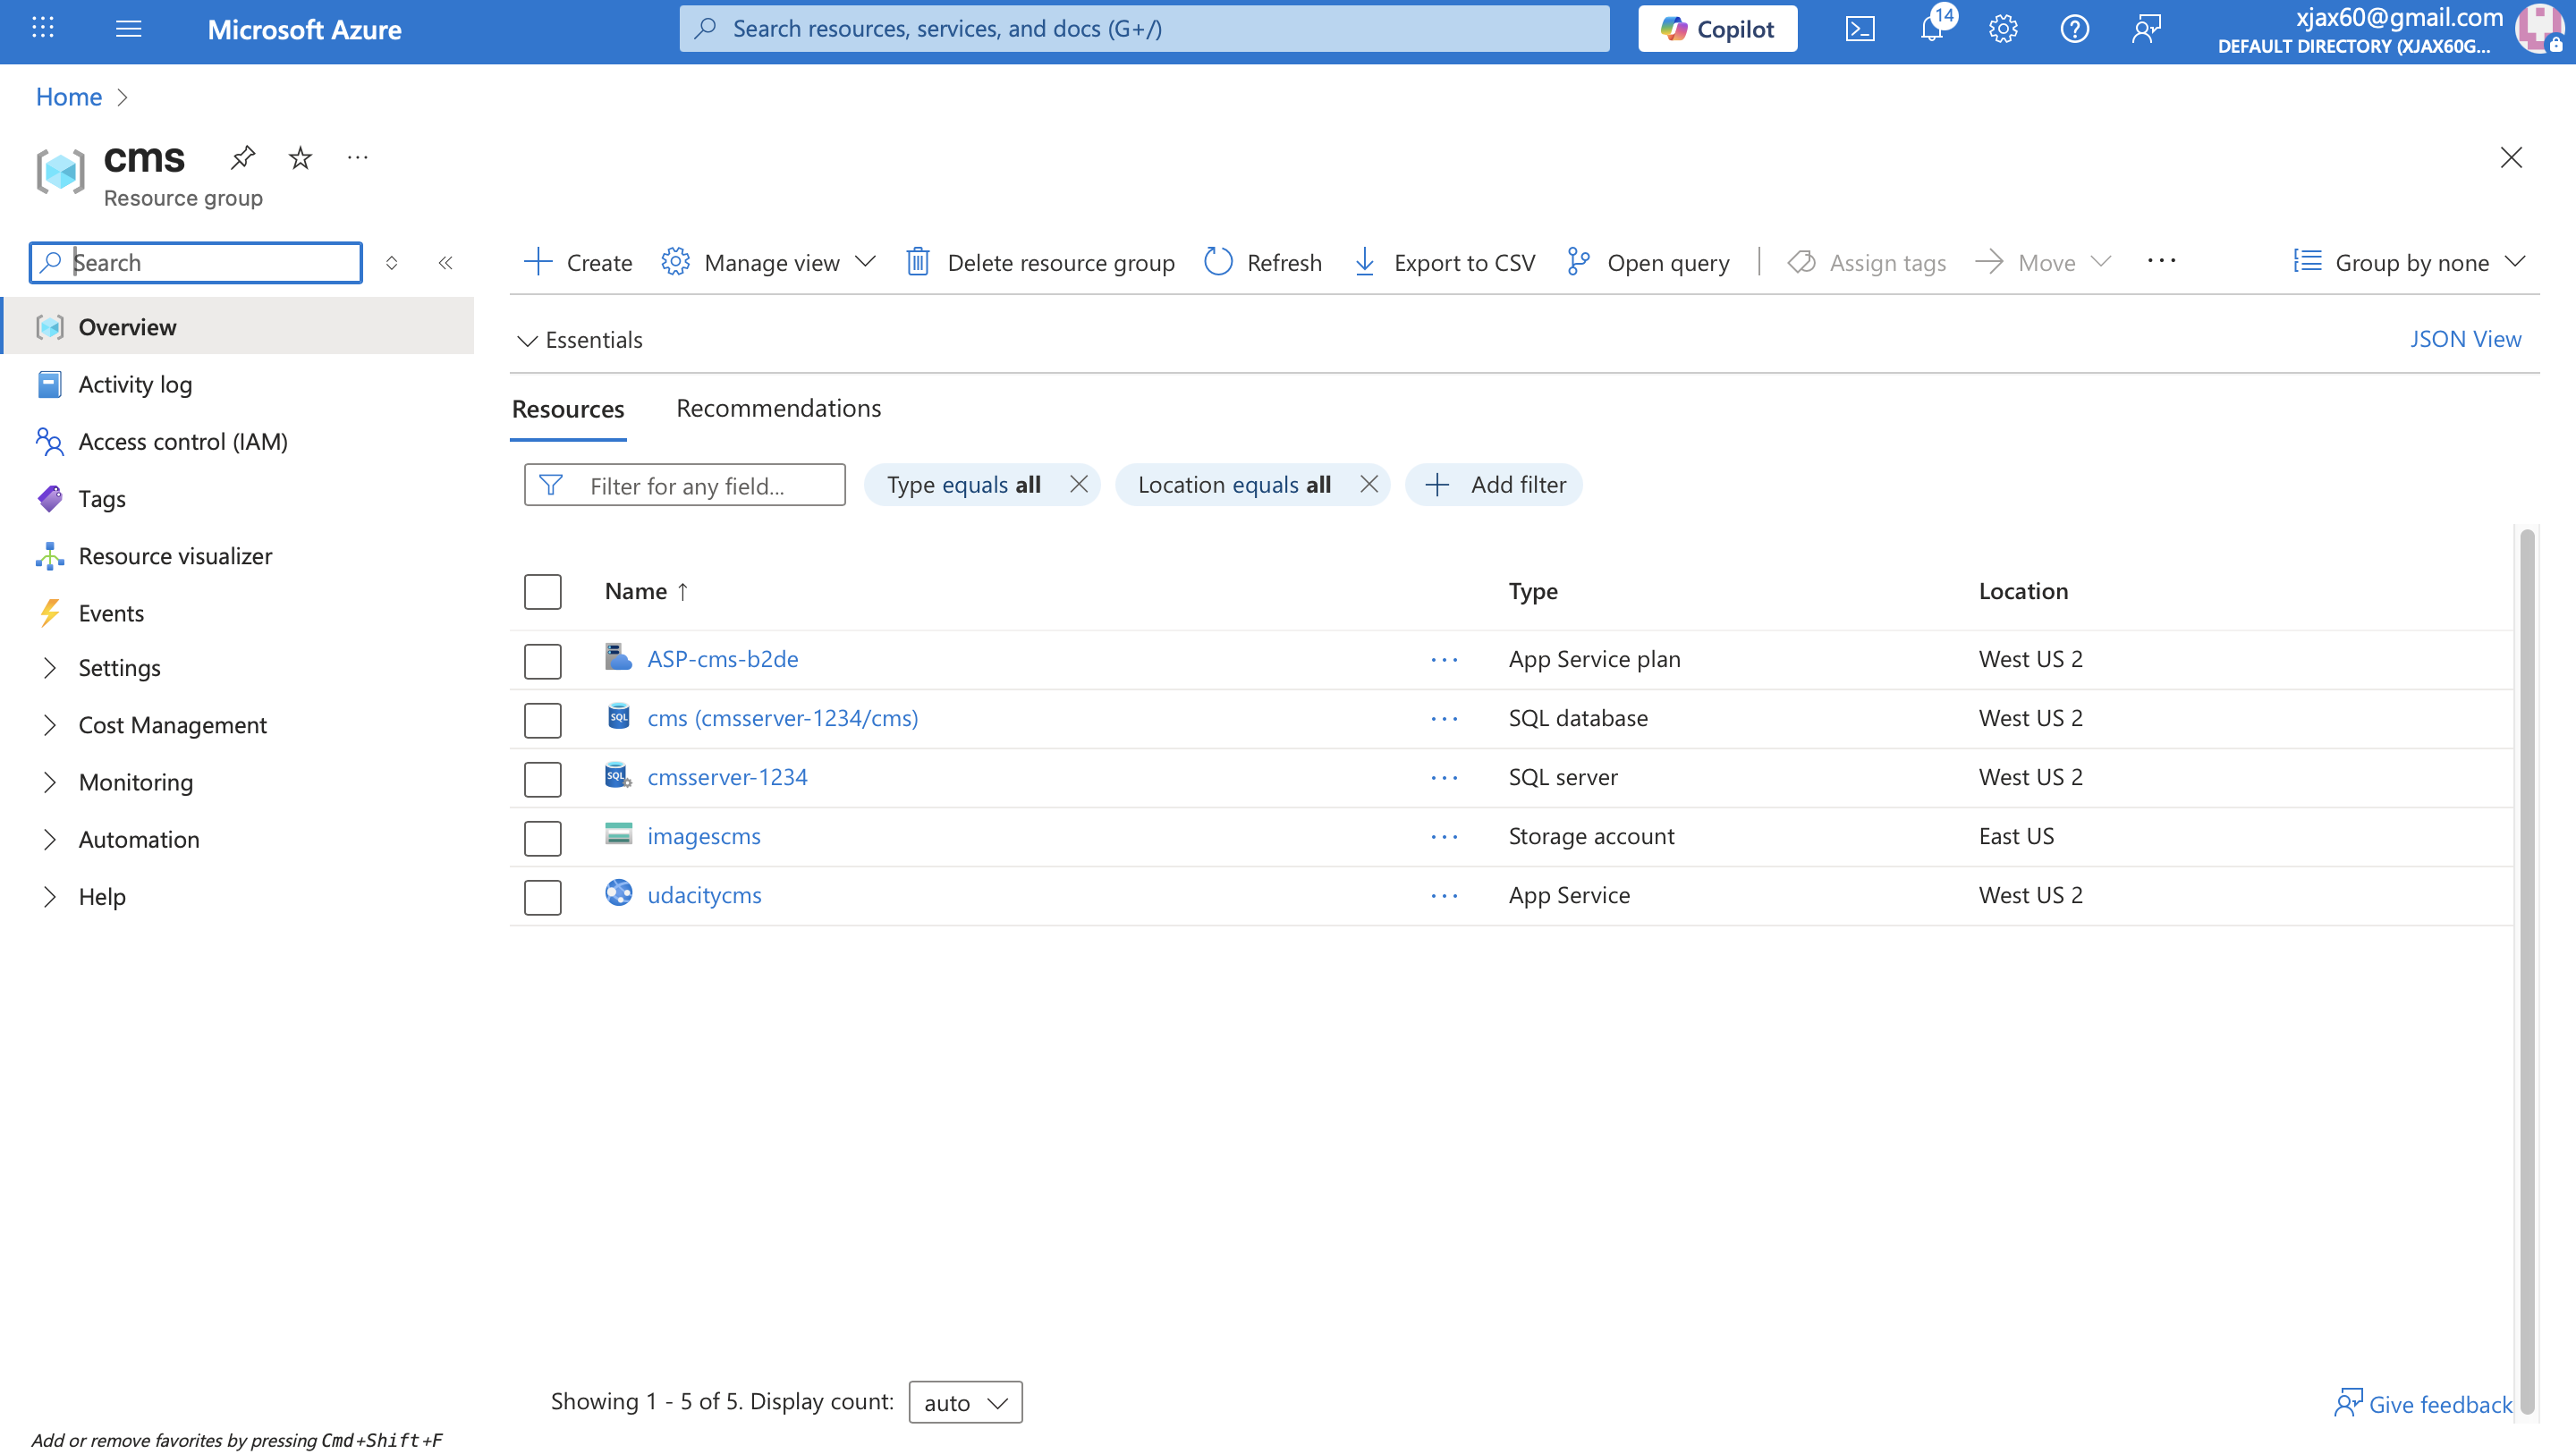 Microsoft Azure
Search resources, services, and docs (G+/)
Copilot
14
xjax60@gmail.com
DEFAULT DIRECTORY (XJAX60G...
Home
cms
Resource group
Search
Create
Manage view
Delete resource group
Refresh
Export to CSV
Open query
Assign tags
Move
Group by none
Overview
Activity log
Access control (IAM)
Tags
Resource visualizer
Events
Settings
Cost Management
Monitoring
Automation
Help
Essentials
JSON View
Resources
Recommendations
Filter for any field...
Type equals all
Location equals all
Add filter
Name ↑ Type Location
ASP-cms-b2de ... App Service plan West US 2
SQL cms (cmsserver-1234/cms) ... SQL database West US 2
SQL cmsserver-1234 ... SQL server West US 2
imagescms ... Storage account East US
udacitycms ... App Service West US 2
Showing 1 - 5 of 5. Display count: auto
Give feedback
Add or remove favorites by pressing Cmd+Shift+F